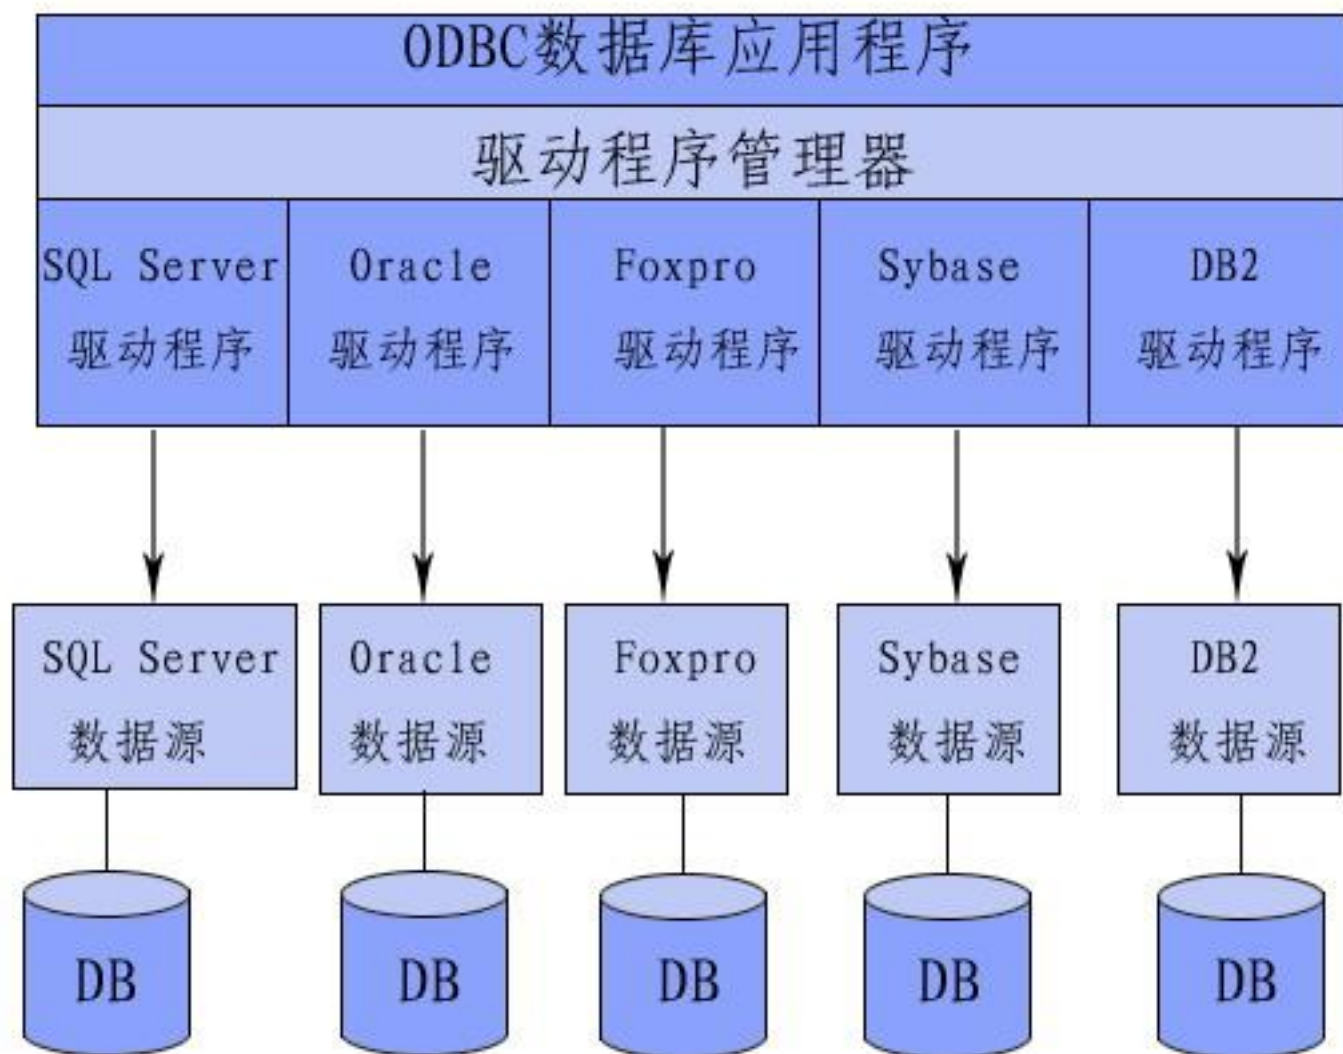 ODBC数据库应用程序
驱动程序管理器
SQL Server
驱动程序
Oracle
驱动程序
Foxpro
驱动程序
Sybase
驱动程序
DB2
驱动程序
SQL Server
数据源
Oracle
数据源
Foxpro
数据源
Sybase
数据源
DB2
数据源
DB
DB
DB
DB
DB